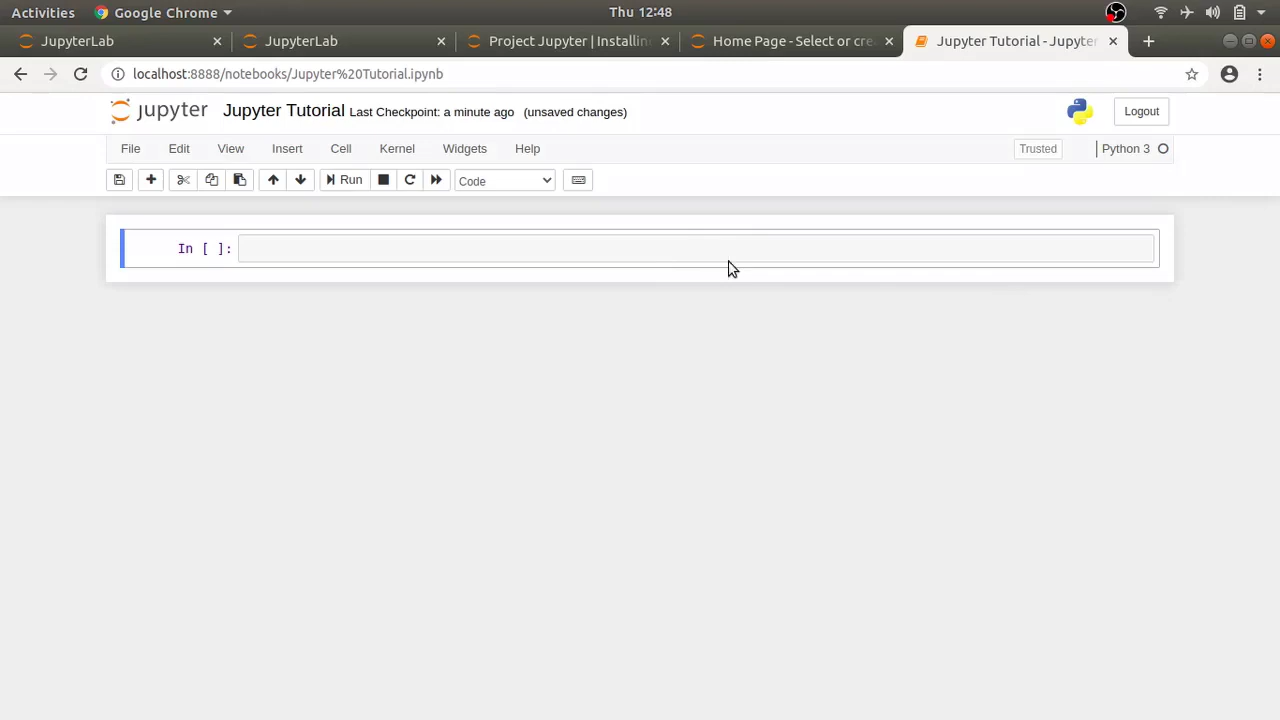 Activities Google Chrome Thu 12:48
JupyterLab JupyterLab Project Jupyter | Installin Home Page - Select or cre Jupyter Tutorial - Jupyter
localhost:8888/notebooks/Jupyter%20Tutorial.ipynb
jupyter Jupyter Tutorial Last Checkpoint: a minute ago (unsaved changes) Logout
File Edit View Insert Cell Kernel Widgets Help Trusted Python 3
Run Code
In [ ]: